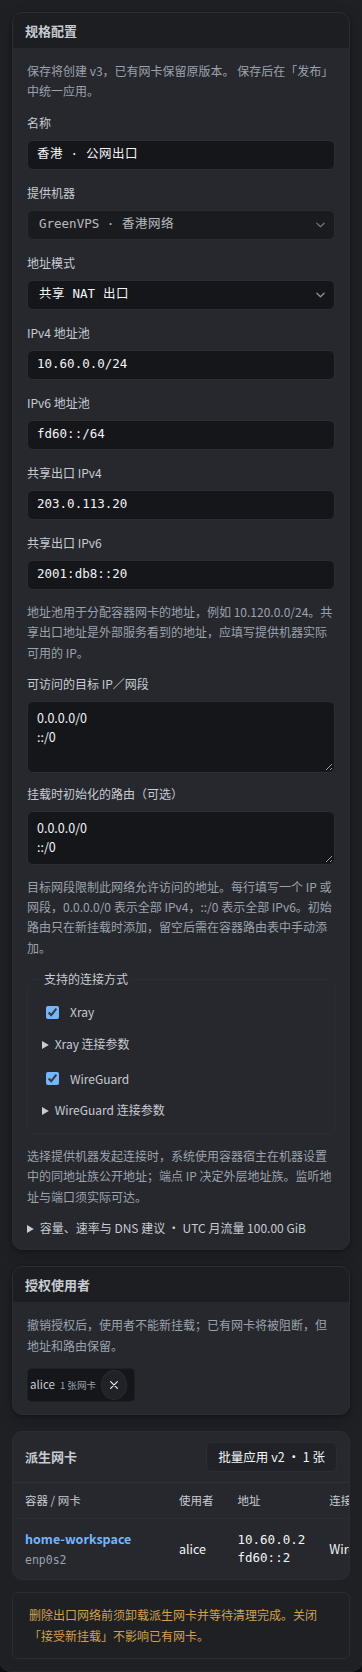 规格配置
保存将创建 v3，已有网卡保留原版本。 保存后在「发布」
中统一应用。
名称
香港 · 公网出口
提供机器
GreenVPS · 香港网络
地址模式
共享 NAT 出口
IPv4 地址池
10.60.0.0/24
IPv6 地址池
fd60::/64
共享出口 IPv4
203.0.113.20
共享出口 IPv6
2001:db8::20
地址池用于分配容器网卡的地址，例如 10.120.0.0/24。共
享出口地址是外部服务看到的地址，应填写提供机器实际
可用的 IP。
可访问的目标 IP／网段
0.0.0.0/0
::/0
挂载时初始化的路由（可选）
0.0.0.0/0
::/0
目标网段限制此网络允许访问的地址。每行填写一个 IP 或
网段，0.0.0.0/0 表示全部 IPv4，::/0 表示全部 IPv6。初始
路由只在新挂载时添加，留空后需在容器路由表中手动添
加。
支持的连接方式
Xray
Xray 连接参数
WireGuard
WireGuard 连接参数
选择提供机器发起连接时，系统使用容器宿主在机器设置
中的同地址族公开地址；端点 IP 决定外层地址族。监听地
址与端口须实际可达。
容量、速率与 DNS 建议 · UTC 月流量 100.00 GiB
授权使用者
撤销授权后，使用者不能新挂载；已有网卡将被阻断，但
地址和路由保留。
alice 1 张网卡 ×
派生网卡 批量应用 v2 · 1 张
容器 / 网卡 使用者 地址 连接
home-workspace alice 10.60.0.2 Wir
enp0s2 fd60::2
删除出口网络前须卸载派生网卡并等待清理完成。关闭
「接受新挂载」不影响已有网卡。